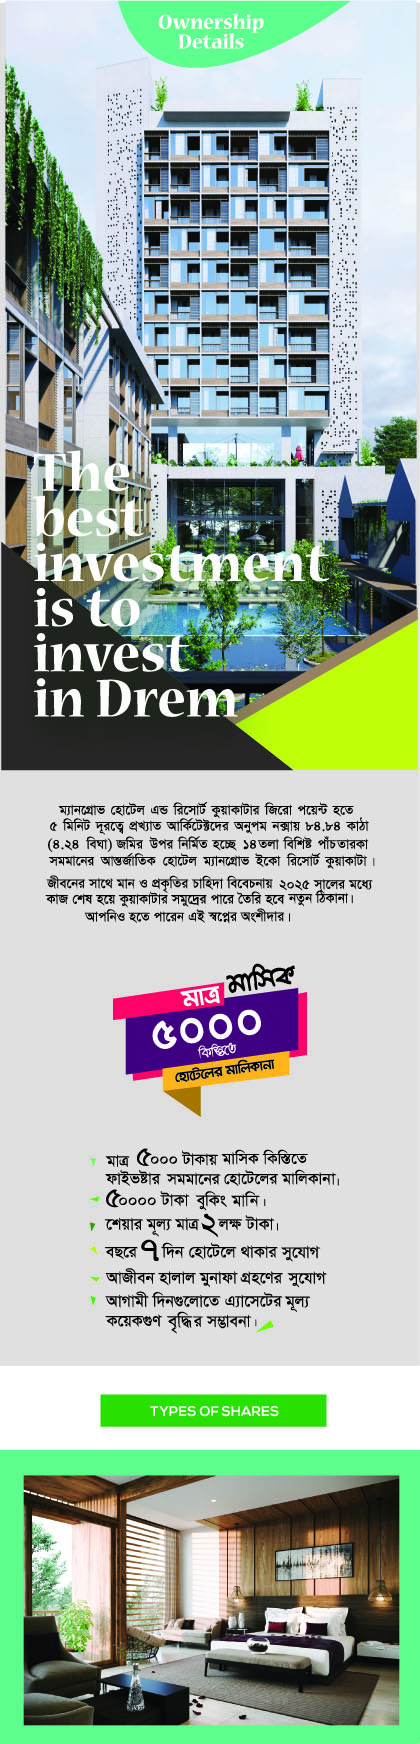 Ownership
Details
The
best
investment
is to
invest
in Drem
ম্যানগ্রোভ হোটেল এন্ড রিসোর্ট কুয়াকাটার জিরো পয়েন্ট হতে
৫ মিনিট দূরত্বে প্রখ্যাত আর্কিটেক্টদের অনুপম নক্সায় ৮৪.৮৪ কাঠা
(৪.২৪ বিঘা) জমির উপর নির্মিত হচ্ছে ১৪তলা বিশিষ্ট পাঁচতারকা
সমমানের আন্তর্জাতিক হোটেল ম্যানগ্রোভ ইকো রিসোর্ট কুয়াকাটা।
জীবনের সাথে মান ও প্রকৃতির চাহিদা বিবেচনায় ২০২৫ সালের মধ্যে
কাজ শেষ হয়ে কুয়াকাটার সমুদ্রের পারে তৈরি হবে নতুন ঠিকানা।
আপনিও হতে পারেন এই স্বপ্নের অংশীদার।
মাত্র মাসিক
৫০০০
কিস্তিতে
হোটেলের মালিকানা
মাত্র ৫০০০ টাকায় মাসিক কিস্তিতে
ফাইভষ্টার সমমানের হোটেলের মালিকানা।
৫০০০০ টাকা বুকিং মানি।
শেয়ার মূল্য মাত্র ২ লক্ষ টাকা।
বছরে ৭ দিন হোটেলে থাকার সুযোগ
আজীবন হালাল মুনাফা গ্রহণের সুযোগ
আগামী দিনগুলোতে এ্যাসেটের মূল্য
কয়েকগুণ বৃদ্ধির সম্ভাবনা।
TYPES OF SHARES